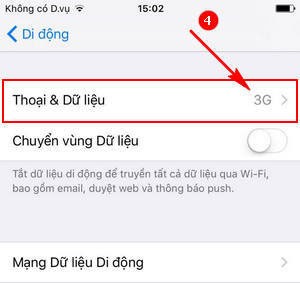 Không có D.vụ 15:02
4
Di động
Thoại & Dữ liệu 3G
Chuyển vùng Dữ liệu
Tắt dữ liệu di động để truyền tất cả dữ liệu qua Wi-Fi,
bao gồm email, duyệt web và thông báo push.
Mạng Dữ liệu Di động